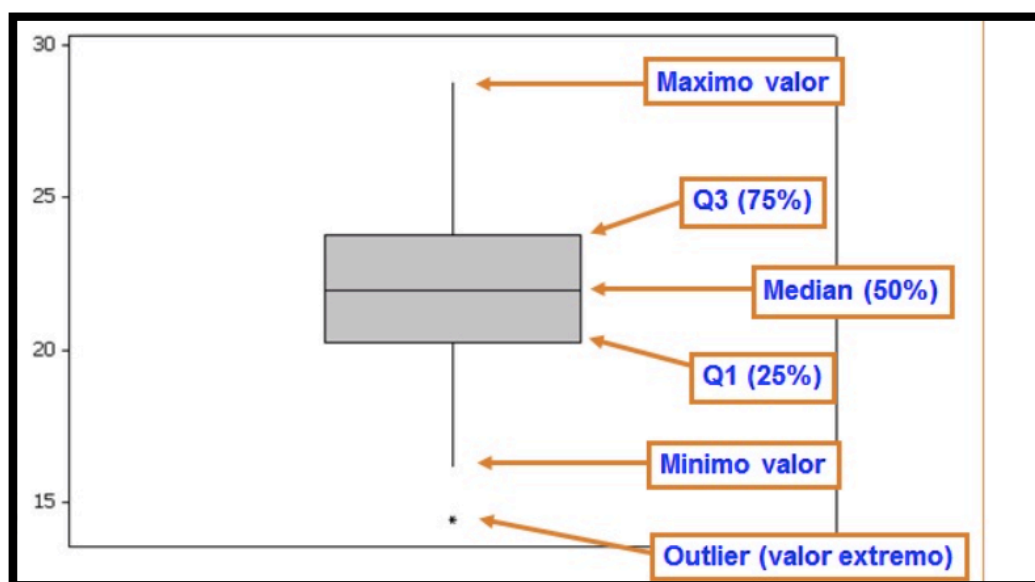 30
Maximo valor
25
Q3 (75%)
Median (50%)
20
Q1 (25%)
Minimo valor
15
Outlier (valor extremo)